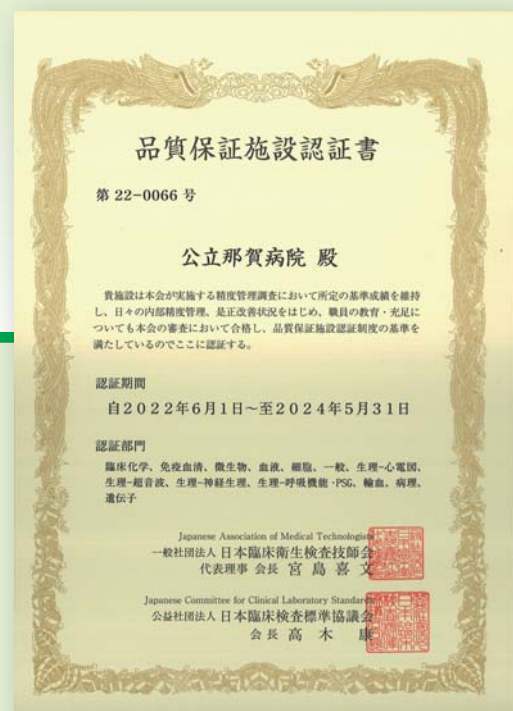 品質保証施設認証書
第 22-0066 号
公立那賀病院 殿
貴施設は本会が実施する精度管理調査において所定の基準成績を維持
し、日々の内部精度管理、是正改善状況をはじめ、職員の教育・充足に
ついても本会の審査において合格し、品質保証施設認証制度の基準を
満たしているのでここに認証する。
認証期間
自2022年6月1日～至2024年5月31日
認証部門
臨床化学、免疫血清、微生物、血液、細胞、一般、生理-心電図、
生理-超音波、生理-神経生理、生理-呼吸機能・PSG、輸血、病理、
遺伝子
Japanese Association of Medical Technologists
一般社団法人 日本臨床衛生検査技師会
代表理事 会長 宮島喜文
Japanese Committee for Clinical Laboratory Standards
公益社団法人 日本臨床検査標準協議会
会長 高木 康